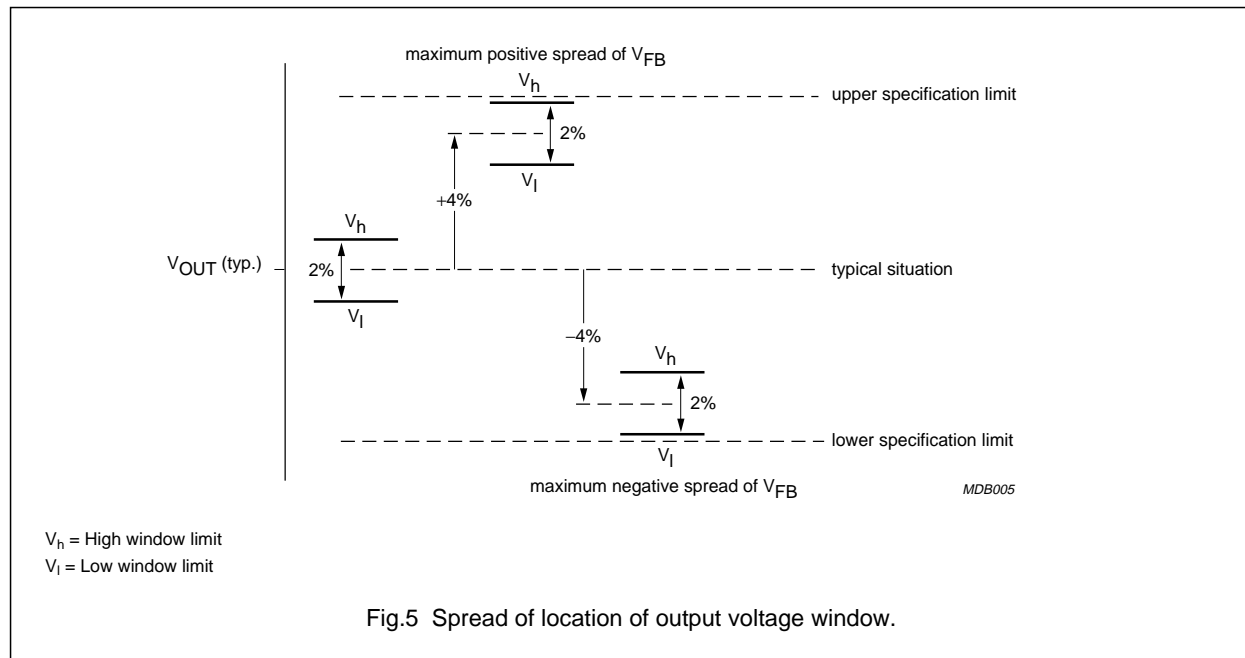 maximum positive spread of VFB
Vh
upper specification limit
2%
Vl
+4%
Vh
VOUT (typ.)
2%
typical situation
Vl
−4%
Vh
2%
lower specification limit
Vl
maximum negative spread of VFB
MDB005
Vh = High window limit
Vl = Low window limit
Fig.5 Spread of location of output voltage window.